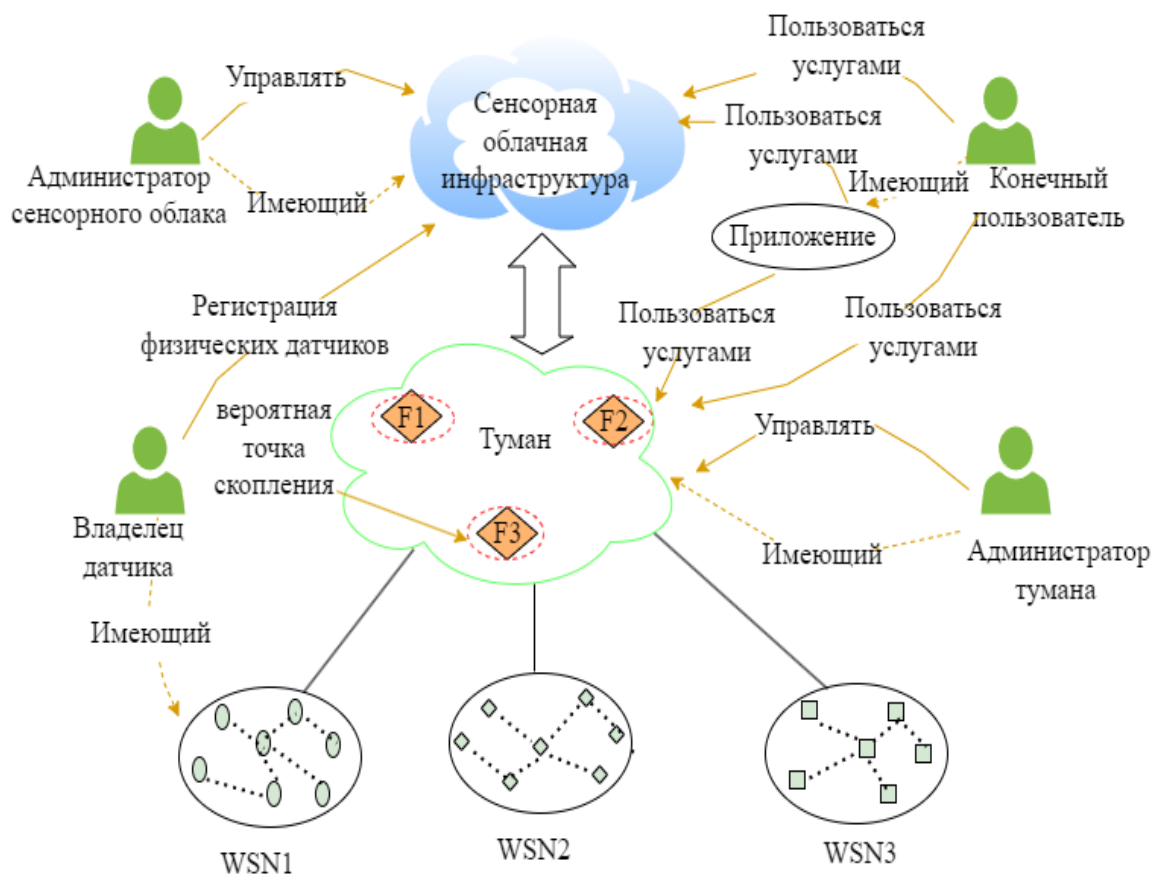 Пользоваться
услугами
Управлять
Сенсорная
облачная
инфраструктура
Пользоваться
услугами
Администратор
сенсорного облака
Имеющий
Имеющий
Конечный
пользователь
Приложение
Регистрация
физических датчиков
Пользоваться
услугами
Пользоваться
услугами
вероятная
точка
скопления
F1
Туман
F2
Управлять
F3
Владелец
датчика
Имеющий
Администратор
тумана
Имеющий
WSN1
WSN2
WSN3